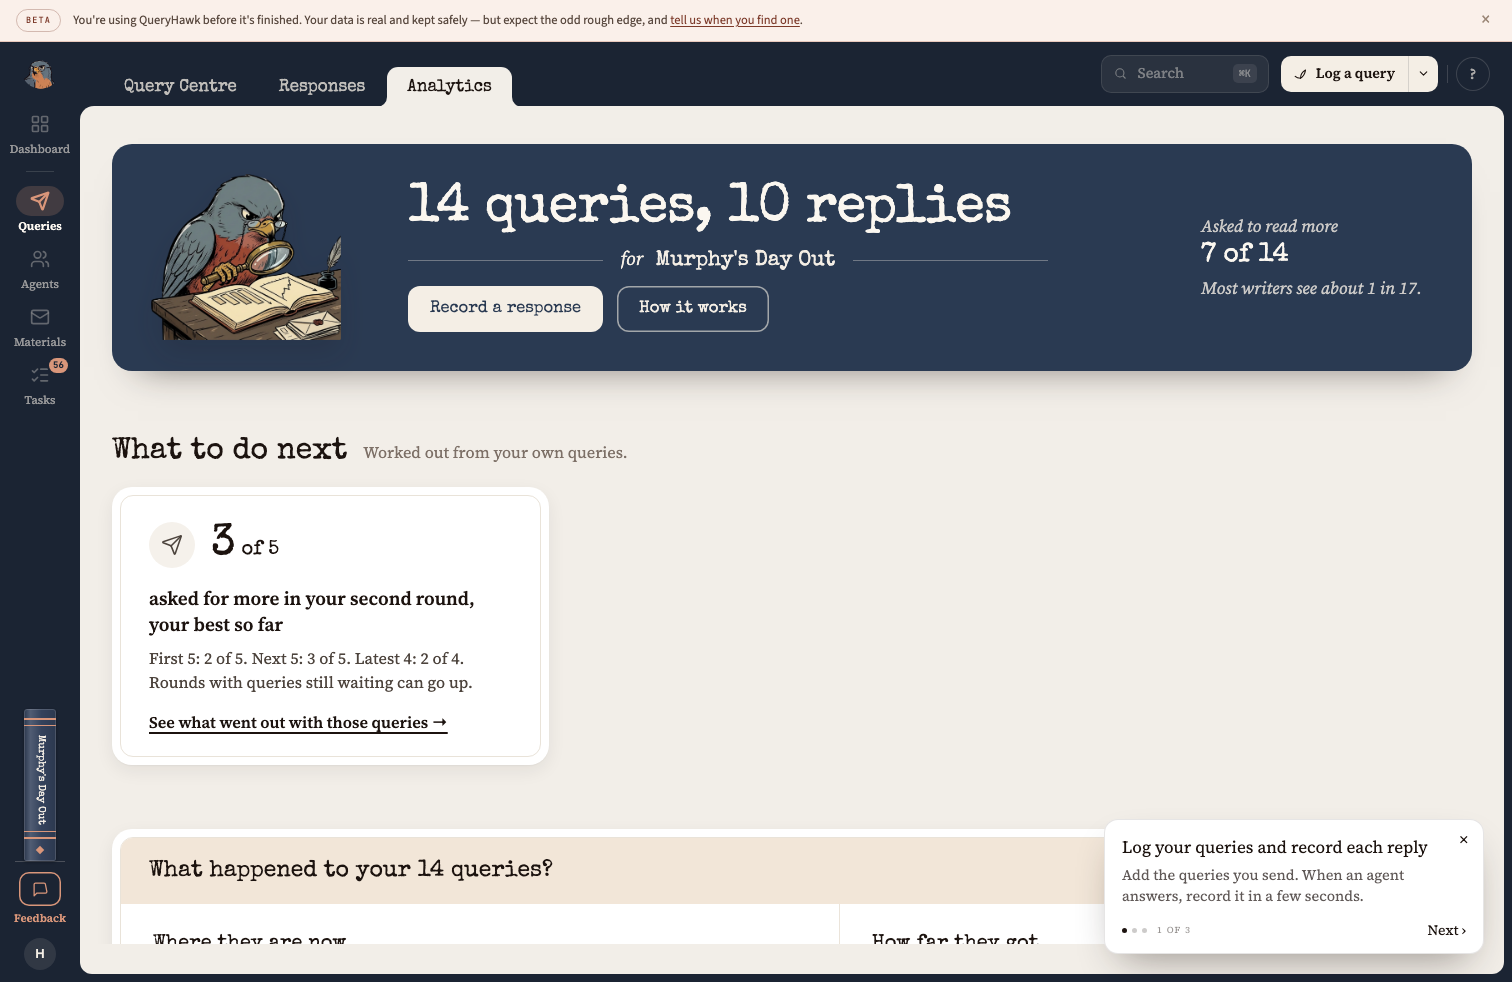 BETA
You're using QueryHawk before it's finished. Your data is real and kept safely — but expect the odd rough edge, and tell us when you find one.
×
Query Centre
Responses
Analytics
Search
⌘K
Log a query
?
Dashboard
Queries
Agents
Materials
56
Tasks
14 queries, 10 replies
for Murphy's Day Out
Record a response
How it works
Asked to read more
7 of 14
Most writers see about 1 in 17.
What to do next
Worked out from your own queries.
3 of 5
asked for more in your second round,
your best so far
First 5: 2 of 5. Next 5: 3 of 5. Latest 4: 2 of 4.
Rounds with queries still waiting can go up.
See what went out with those queries →
Murphy's Day Out
What happened to your 14 queries?
Where they are now
How far they got
Log your queries and record each reply
×
Add the queries you send. When an agent
answers, record it in a few seconds.
1 OF 3
Next ›
Feedback
H